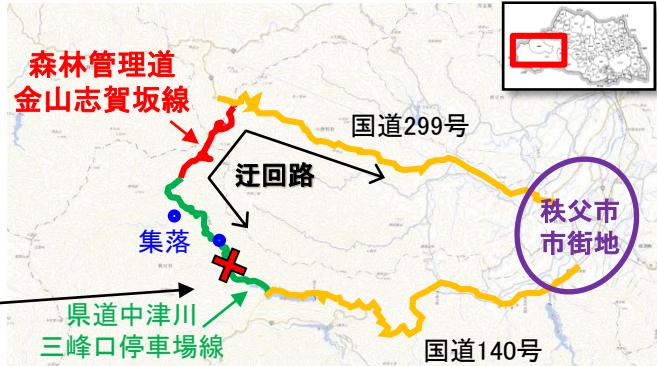 森林管理道
金山志賀坂線
国道299号
迂回路
秩父市
市街地
集落
県道中津川
三峰口停車場線
国道140号